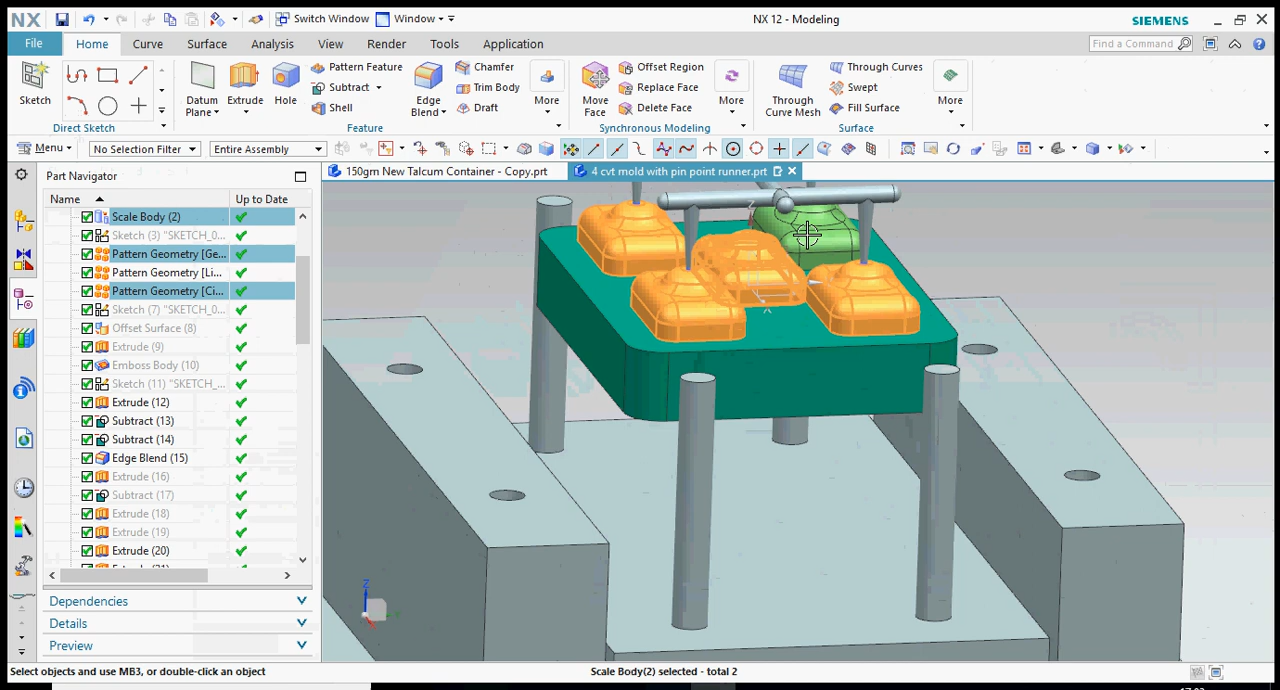 NX Switch Window Window NX 12 - Modeling SIEMENS
File Home Curve Surface Analysis View Render Tools Application Find a Command
Sketch
Direct Sketch
Datum Plane Extrude Hole
Pattern Feature
Subtract
Shell
Edge Blend
Chamfer
Trim Body
Draft
More
Feature
Move Face
Offset Region
Replace Face
Delete Face
More
Synchronous Modeling
Through Curve Mesh
Through Curves
Swept
Fill Surface
More
Surface
Menu No Selection Filter Entire Assembly
Part Navigator
150gm New Talcum Container - Copy.prt 4 cvt mold with pin point runner.prt
Name Up to Date
Scale Body (2)
Sketch (3) "SKETCH_0...
Pattern Geometry [Ge...
Pattern Geometry [Li...
Pattern Geometry [Ci...
Sketch (7) "SKETCH_0...
Offset Surface (8)
Extrude (9)
Emboss Body (10)
Sketch (11) "SKETCH_...
Extrude (12)
Subtract (13)
Subtract (14)
Edge Blend (15)
Extrude (16)
Subtract (17)
Extrude (18)
Extrude (19)
Extrude (20)
Dependencies
Details
Preview
Z
Select objects and use MB3, or double-click an object Scale Body(2) selected - total 2